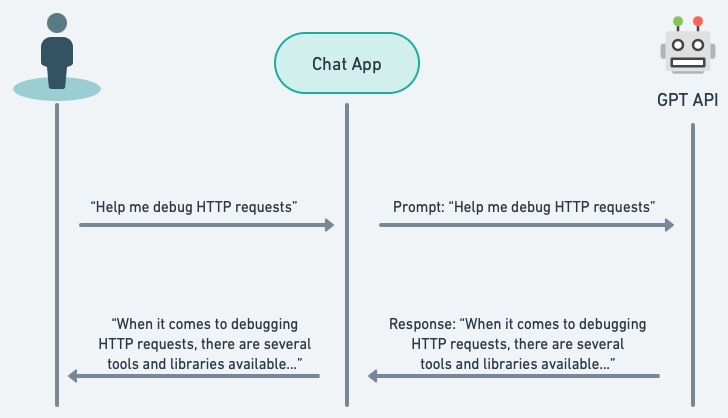 Chat App
GPT API
“Help me debug HTTP requests”
Prompt: “Help me debug HTTP requests”
“When it comes to debugging
HTTP requests, there are several
tools and libraries available...”
Response: “When it comes to debugging
HTTP requests, there are several
tools and libraries available...”